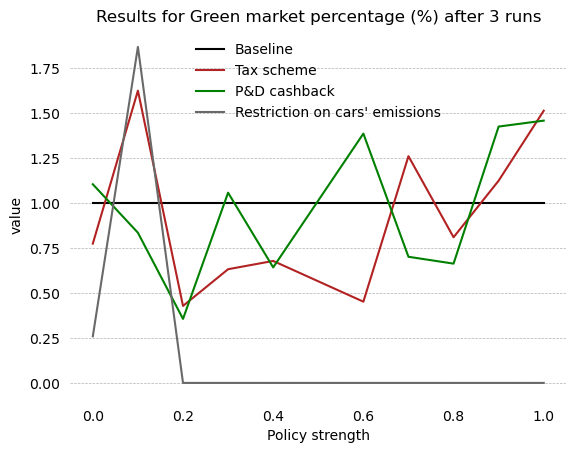 Results for Green market percentage (%) after 3 runs
Baseline
Tax scheme
P&D cashback
Restriction on cars' emissions
value
1.75
1.50
1.25
1.00
0.75
0.50
0.25
0.00
0.0 0.2 0.4 0.6 0.8 1.0
Policy strength